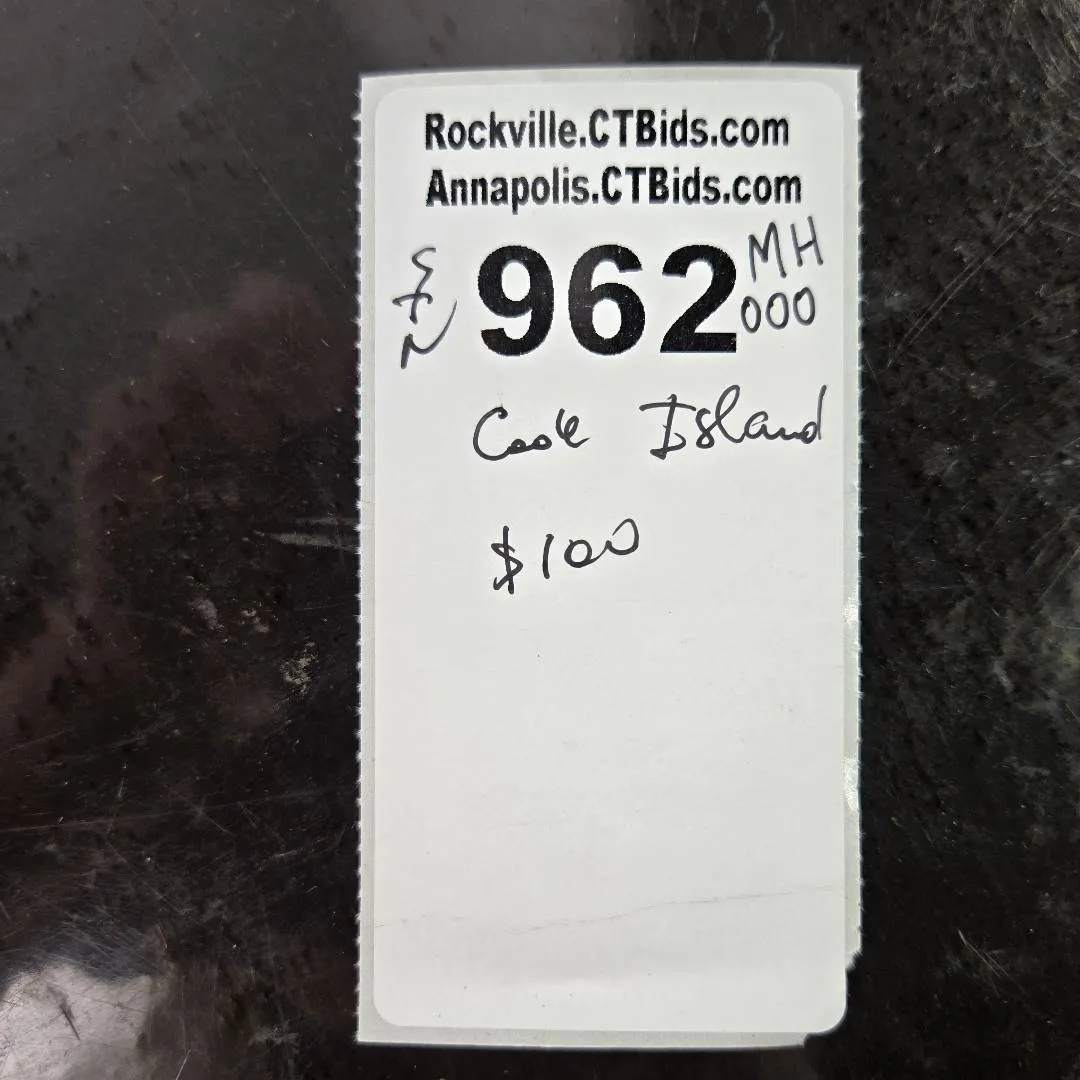 Rockville.CTBids.com
Annapolis.CTBids.com
962
MH
000
Cook Island
$100